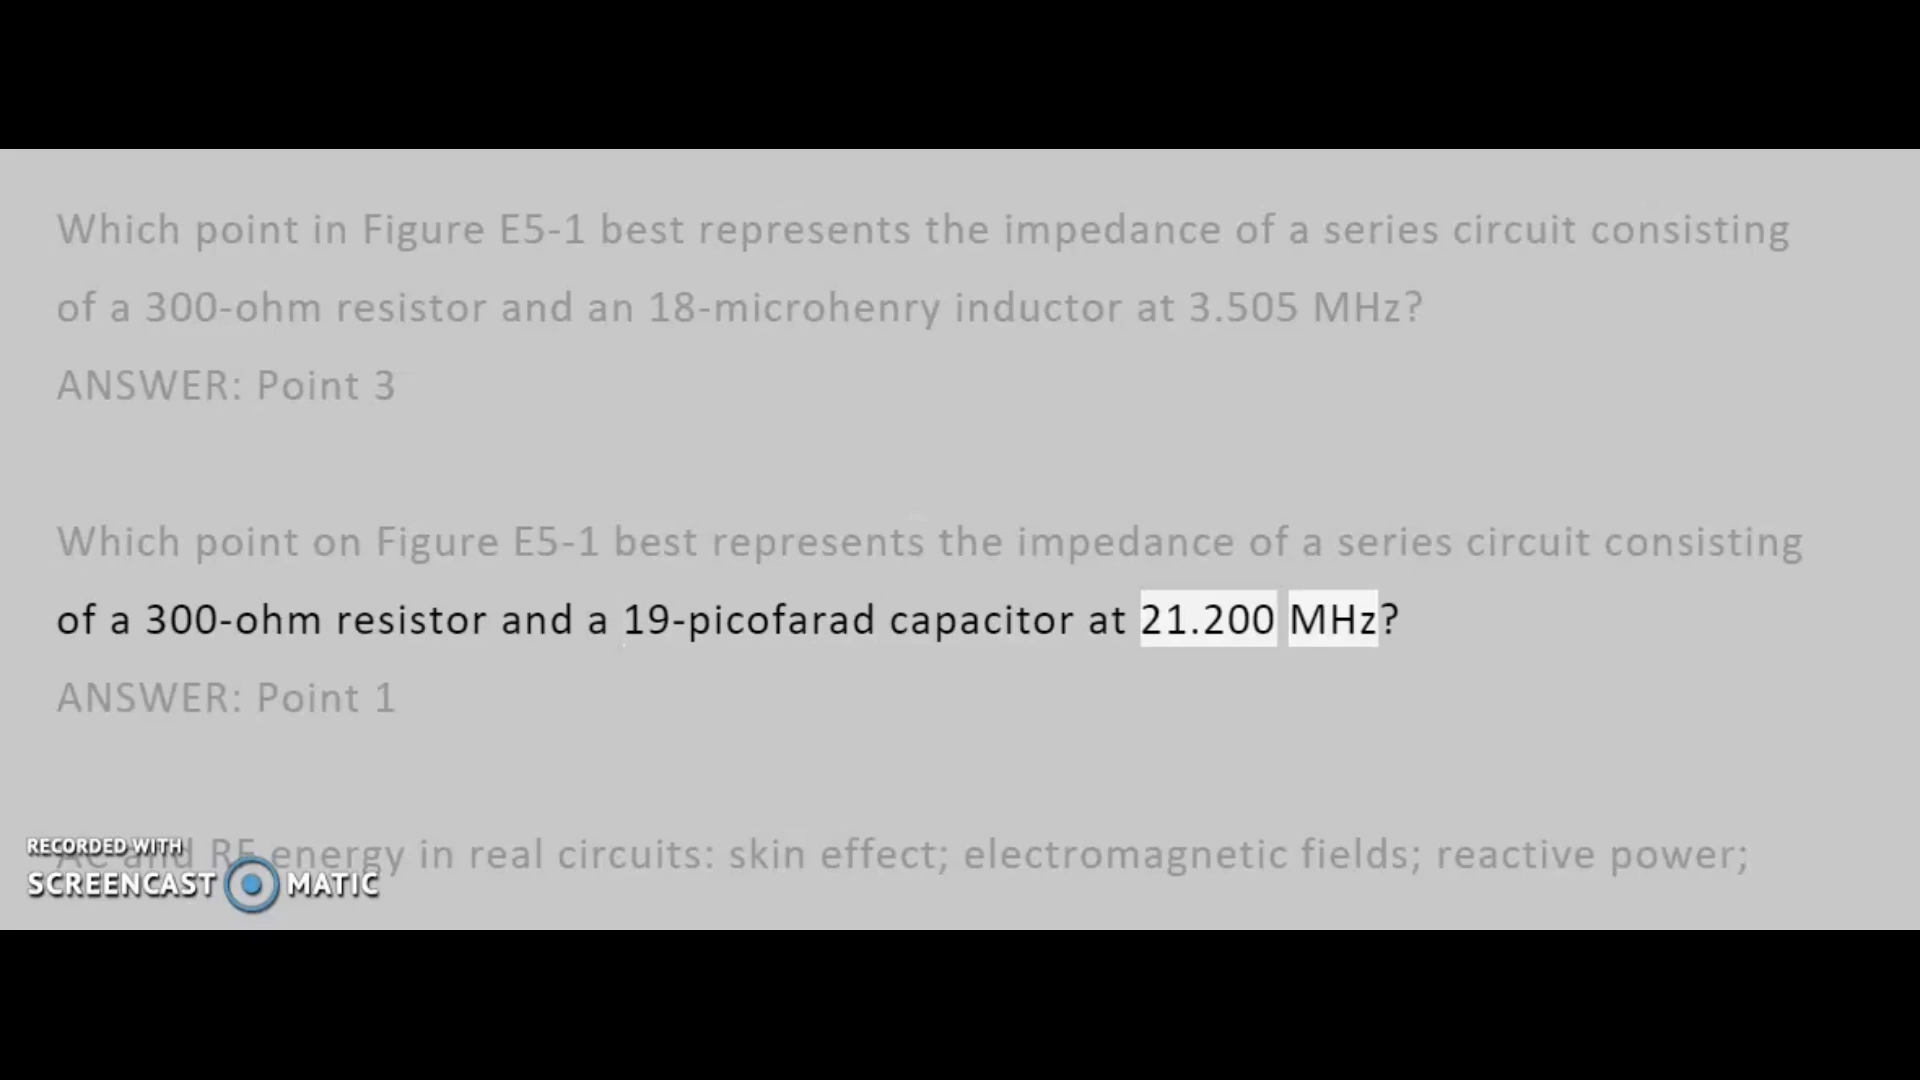 Which point in Figure E5-1 best represents the impedance of a series circuit consisting
of a 300-ohm resistor and an 18-microhenry inductor at 3.505 MHz?
ANSWER: Point 3
Which point on Figure E5-1 best represents the impedance of a series circuit consisting
of a 300-ohm resistor and a 19-picofarad capacitor at 21.200 MHz?
ANSWER: Point 1
AC and RF energy in real circuits: skin effect; electromagnetic fields; reactive power;
RECORDED WITH
SCREENCAST MATIC